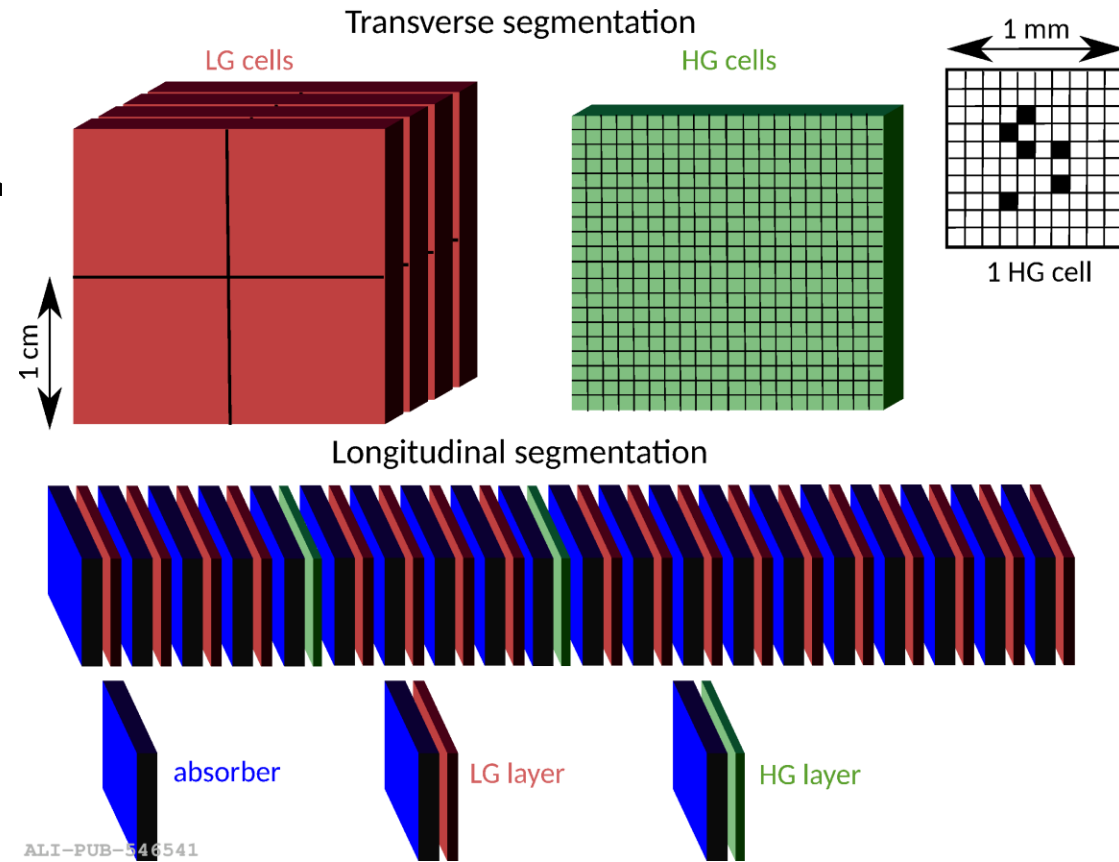 Transverse segmentation
LG cells
HG cells
1 mm
1 HG cell
1 cm
Longitudinal segmentation
absorber
LG layer
HG layer
ALI-PUB-546541